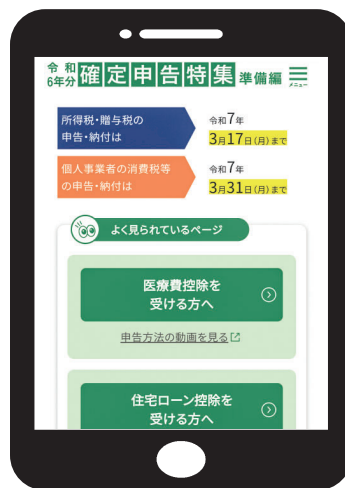 令和6年分 確定申告特集 準備編
メニュー
所得税・贈与税の
申告・納付は
令和7年
3月17日(月)まで
個人事業者の消費税等
の申告・納付は
令和7年
3月31日(月)まで
よく見られているページ
医療費控除を
受ける方へ
申告方法の動画を見る
住宅ローン控除を
受ける方へ